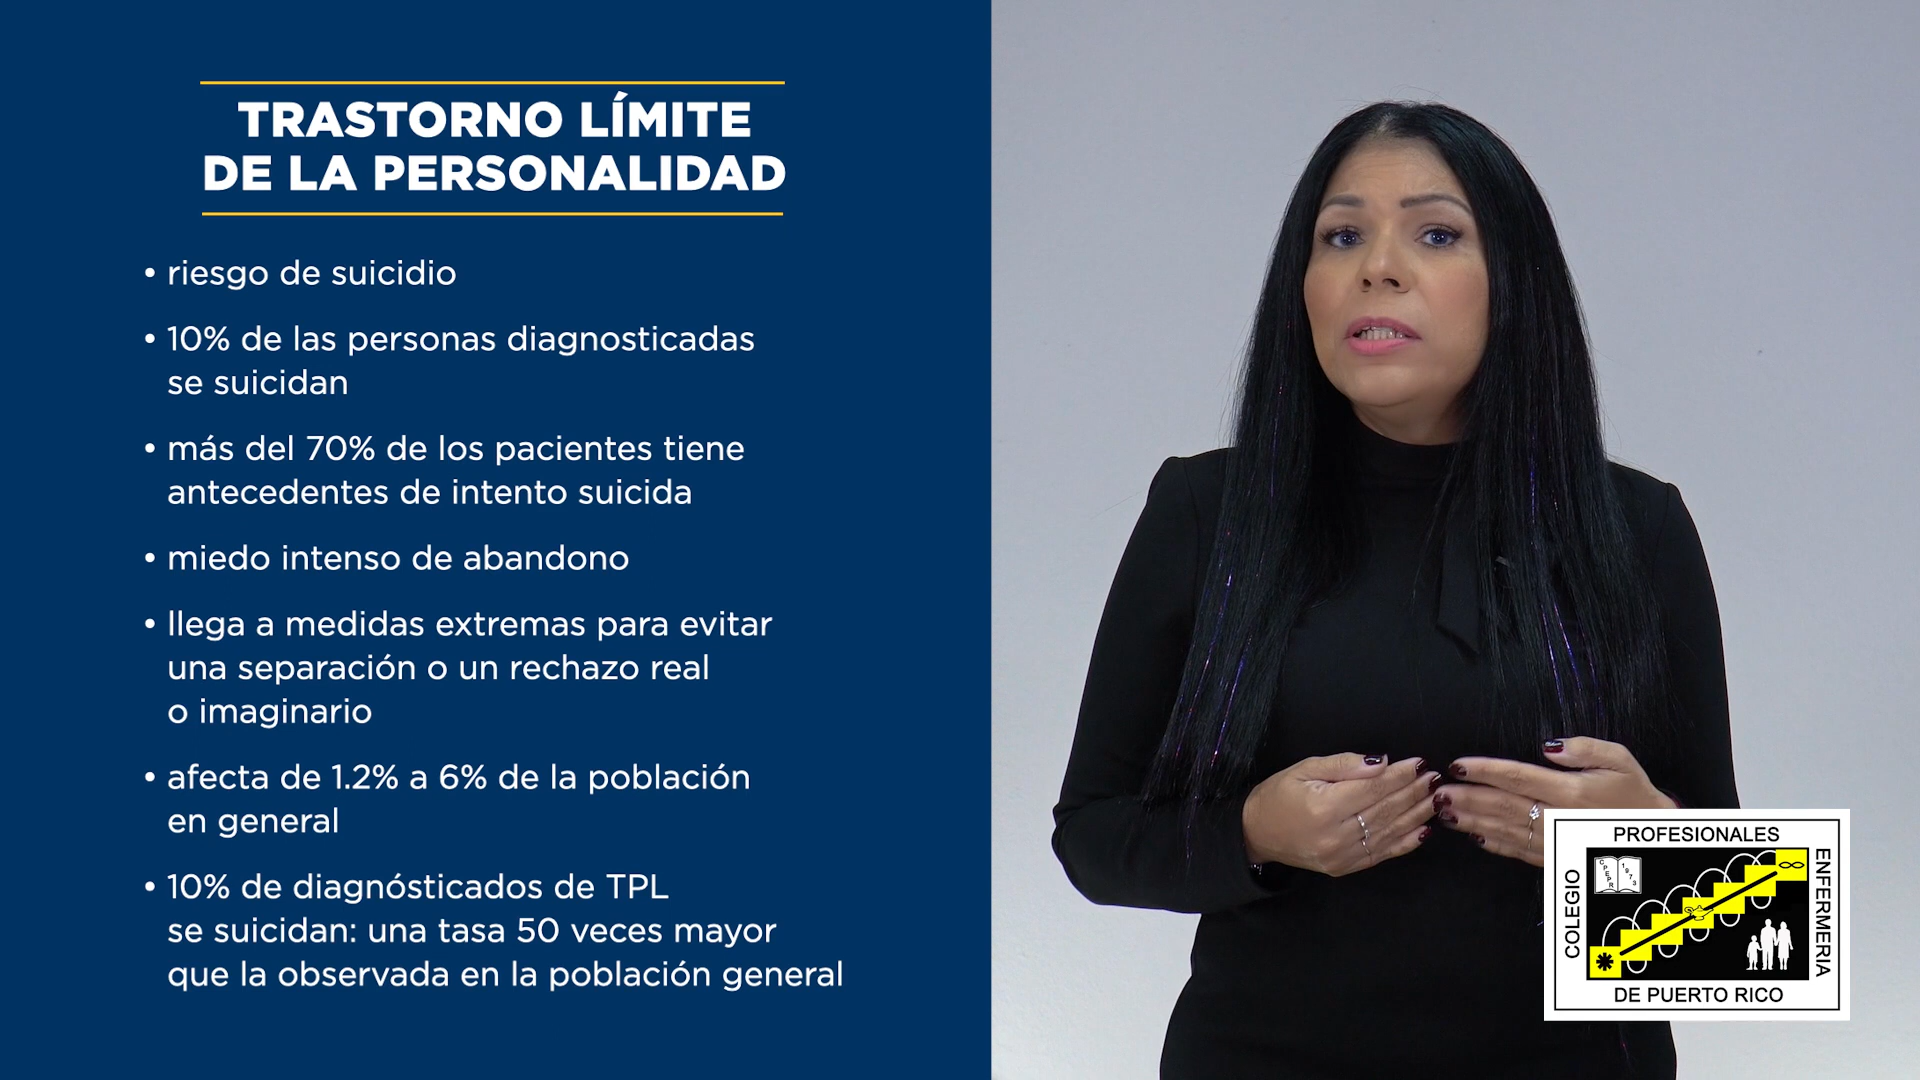 TRASTORNO LÍMITE
DE LA PERSONALIDAD
• riesgo de suicidio
• 10% de las personas diagnosticadas
se suicidan
• más del 70% de los pacientes tiene
antecedentes de intento suicida
• miedo intenso de abandono
• llega a medidas extremas para evitar
una separación o un rechazo real
o imaginario
• afecta de 1.2% a 6% de la población
en general
• 10% de diagnósticados de TPL
se suicidan: una tasa 50 veces mayor
que la observada en la población general
COLEGIO
PROFESIONALES
ENFERMERIA
DE PUERTO RICO
CPEPR
1973